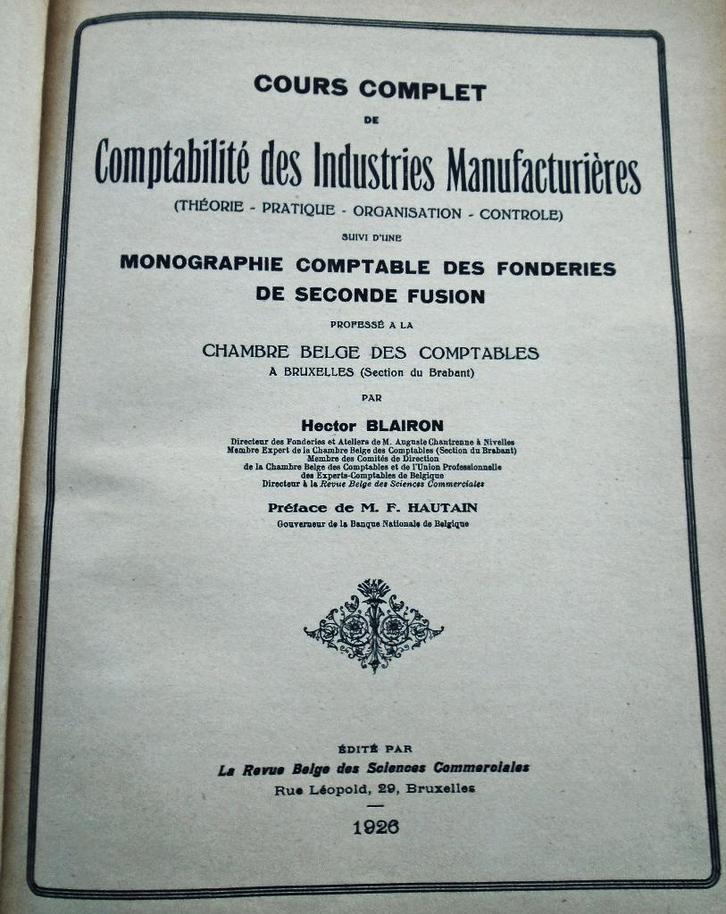 COURS COMPLET
DE
Comptabilité des Industries Manufacturières
(THÉORIE - PRATIQUE - ORGANISATION - CONTROLE)
SUIVI D'UNE
MONOGRAPHIE COMPTABLE DES FONDERIES
DE SECONDE FUSION
PROFESSÉ A LA
CHAMBRE BELGE DES COMPTABLES
A BRUXELLES (Section du Brabant)
PAR
Hector BLAIRON
Directeur des Fonderies et Ateliers de M. Auguste Chantrenne à Nivelles
Membre Expert de la Chambre Belge des Comptables (Section du Brabant)
Membre des Comités de Direction
de la Chambre Belge des Comptables et de l'Union Professionnelle
des Experts-Comptables de Belgique
Directeur à la Revue Belge des Sciences Commerciales
Préface de M. F. HAUTAIN
Gouverneur de la Banque Nationale de Belgique
ÉDITÉ PAR
La Revue Belge des Sciences Commerciales
Rue Léopold, 29, Bruxelles
1926